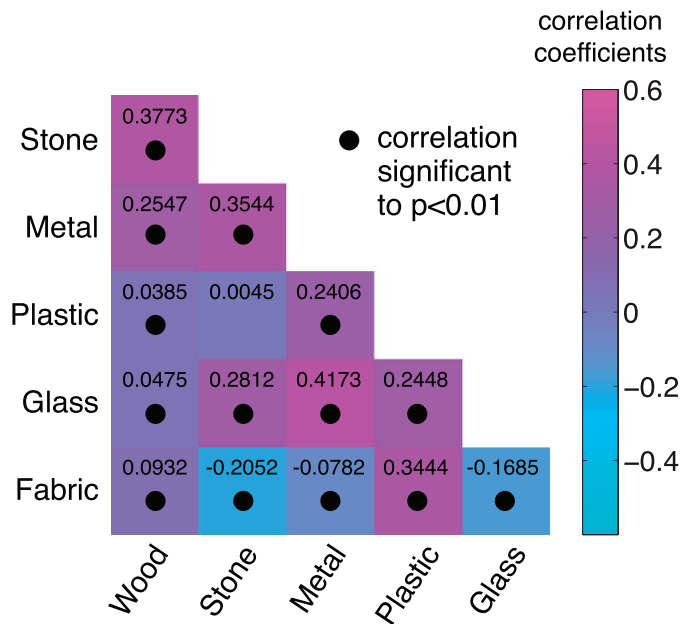 correlation
coefficients
0.6
0.4
0.2
0
−0.2
−0.4
correlation
significant
to p<0.01
Stone
0.3773
Metal
0.2547 0.3544
Plastic
0.0385 0.0045 0.2406
Glass
0.0475 0.2812 0.4173 0.2448
Fabric
0.0932 -0.2052 -0.0782 0.3444 -0.1685
Wood Stone Metal Plastic Glass